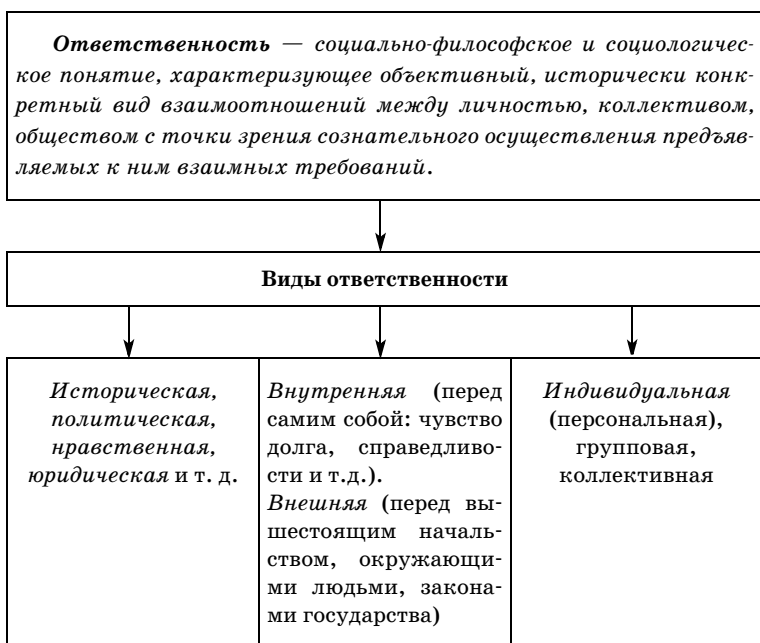 Ответственность — социально-философское и социологичес-
кое понятие, характеризующее объективный, исторически конк-
ретный вид взаимоотношений между личностью, коллективом,
обществом с точки зрения сознательного осуществления предъяв-
ляемых к ним взаимных требований.
Виды ответственности
Историческая,
политическая,
нравственная,
юридическая и т. д.
Внутренняя (перед
самим собой: чувство
долга, справедливо-
сти и т.д.).
Внешняя (перед вы-
шестоящим началь-
ством, окружающи-
ми людьми, закона-
ми государства)
Индивидуальная
(персональная),
групповая,
коллективная